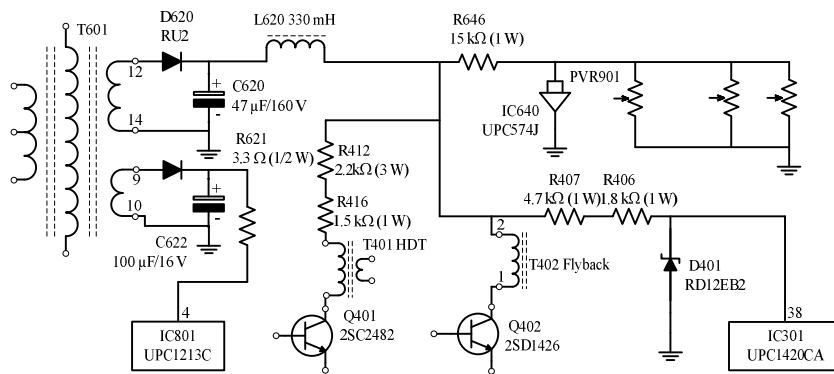 T601
D620
RU2
12
14
9
10
+
-
C620
47 µF/160 V
L620 330 mH
R621
3.3 Ω (1/2 W)
+
-
C622
100 µF/16 V
4
IC801
UPC1213C
R412
2.2kΩ (3 W)
R416
1.5 kΩ (1 W)
T401 HDT
Q401
2SC2482
R646
15 kΩ (1 W)
IC640
UPC574J
PVR901
2
1
T402 Flyback
Q402
2SD1426
R407
4.7 kΩ (1W)
R406
1.8 kΩ (1 W)
D401
RD12EB2
38
IC301
UPC1420CA